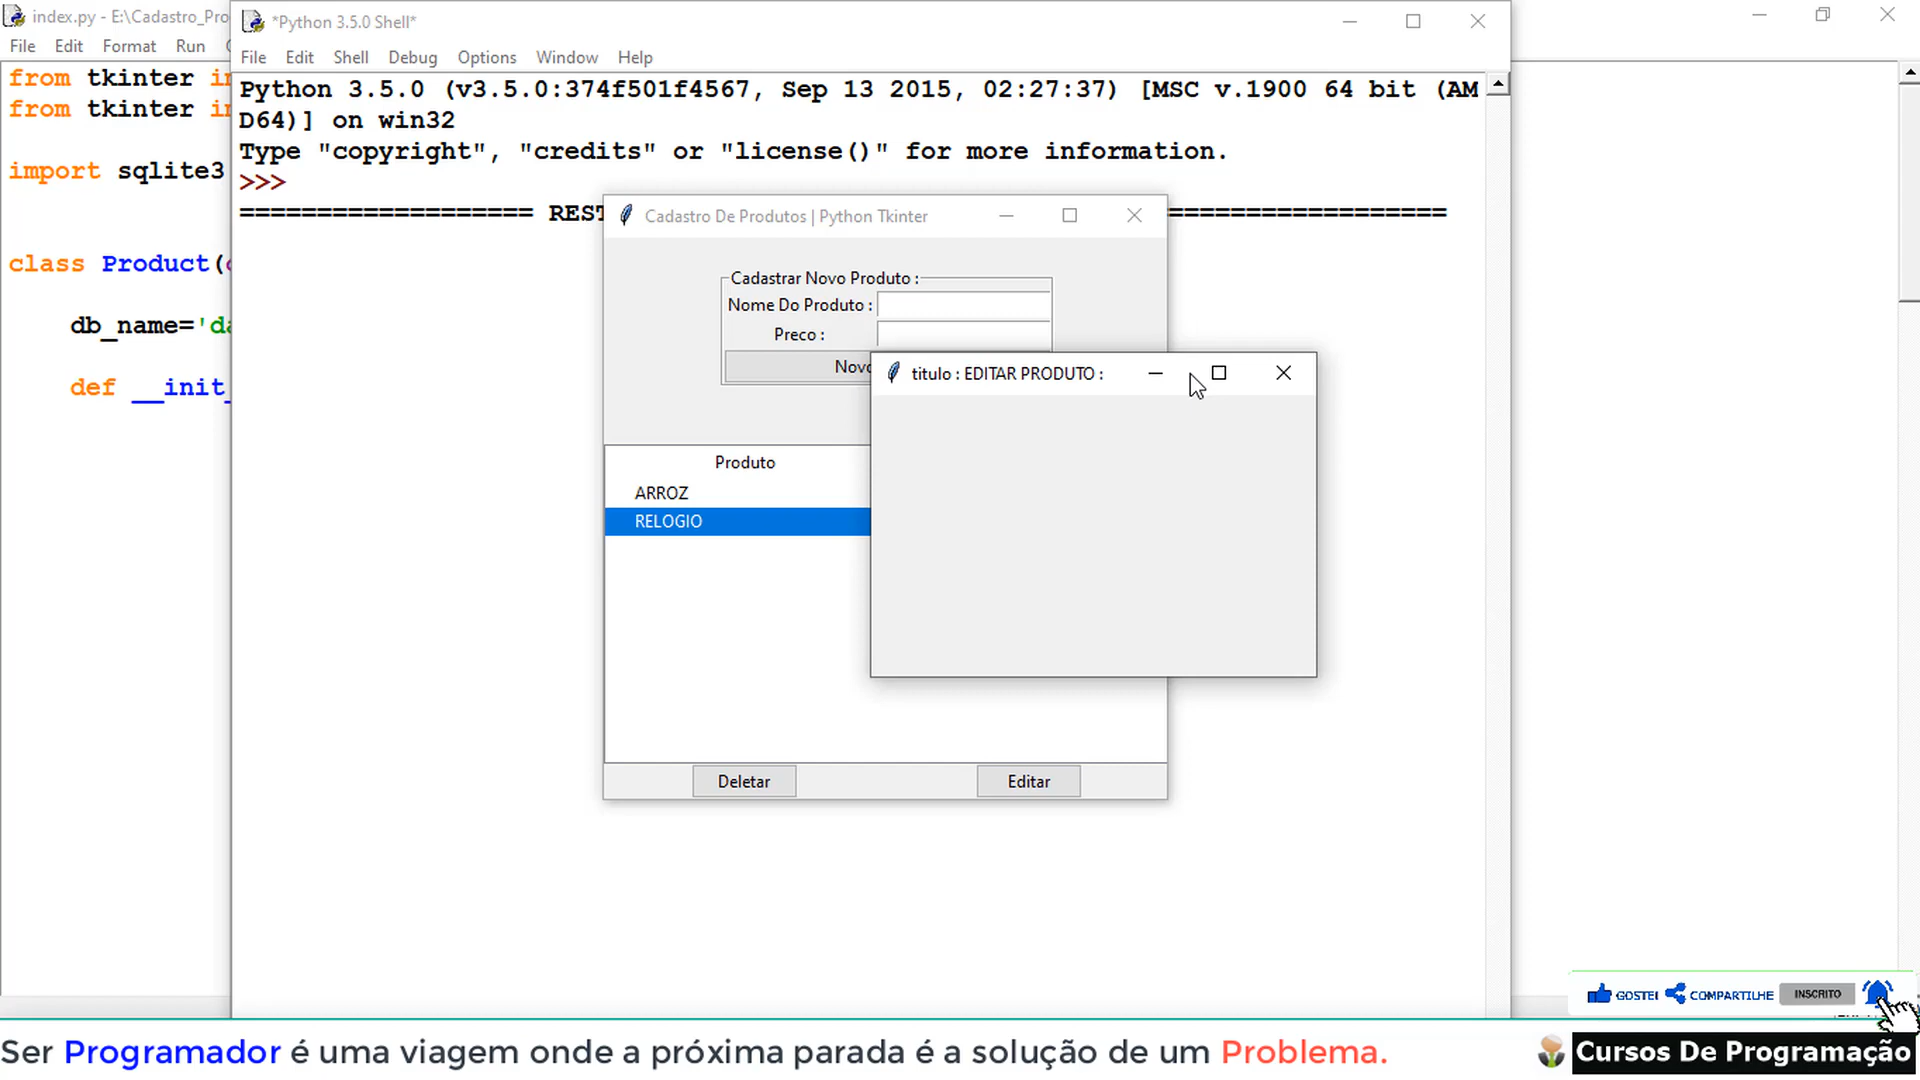 index.py - E:\Cadastro_Pro
File Edit Format Run
from tkinter in
from tkinter in
import sqlite3
class Product(
db_name='da
def __init_
*Python 3.5.0 Shell*
File Edit Shell Debug Options Window Help
Python 3.5.0 (v3.5.0:374f501f4567, Sep 13 2015, 02:27:37) [MSC v.1900 64 bit (AM
D64)] on win32
Type "copyright", "credits" or "license()" for more information.
>>>
=================== REST ==================
Cadastro De Produtos | Python Tkinter
Cadastrar Novo Produto :
Nome Do Produto :
Preco :
Novo
titulo : EDITAR PRODUTO :
Produto
ARROZ
RELOGIO
Deletar Editar
GOSTEI COMPARTILHE INSCRITO
Ser Programador é uma viagem onde a próxima parada é a solução de um Problema.
Cursos De Programação